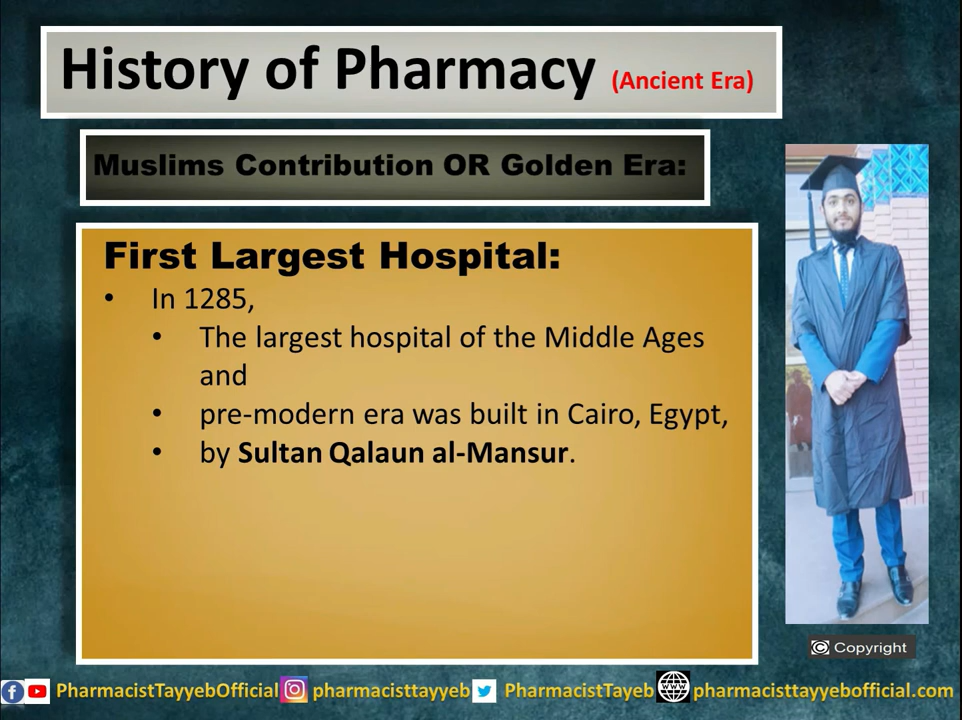 History of Pharmacy (Ancient Era)
Muslims Contribution OR Golden Era:
First Largest Hospital:
• In 1285,
• The largest hospital of the Middle Ages
and
• pre-modern era was built in Cairo, Egypt,
• by Sultan Qalaun al-Mansur.
© Copyright
PharmacistTayyebOfficial pharmacisttayyeb PharmacistTayeb WWW pharmacisttayyebofficial.com